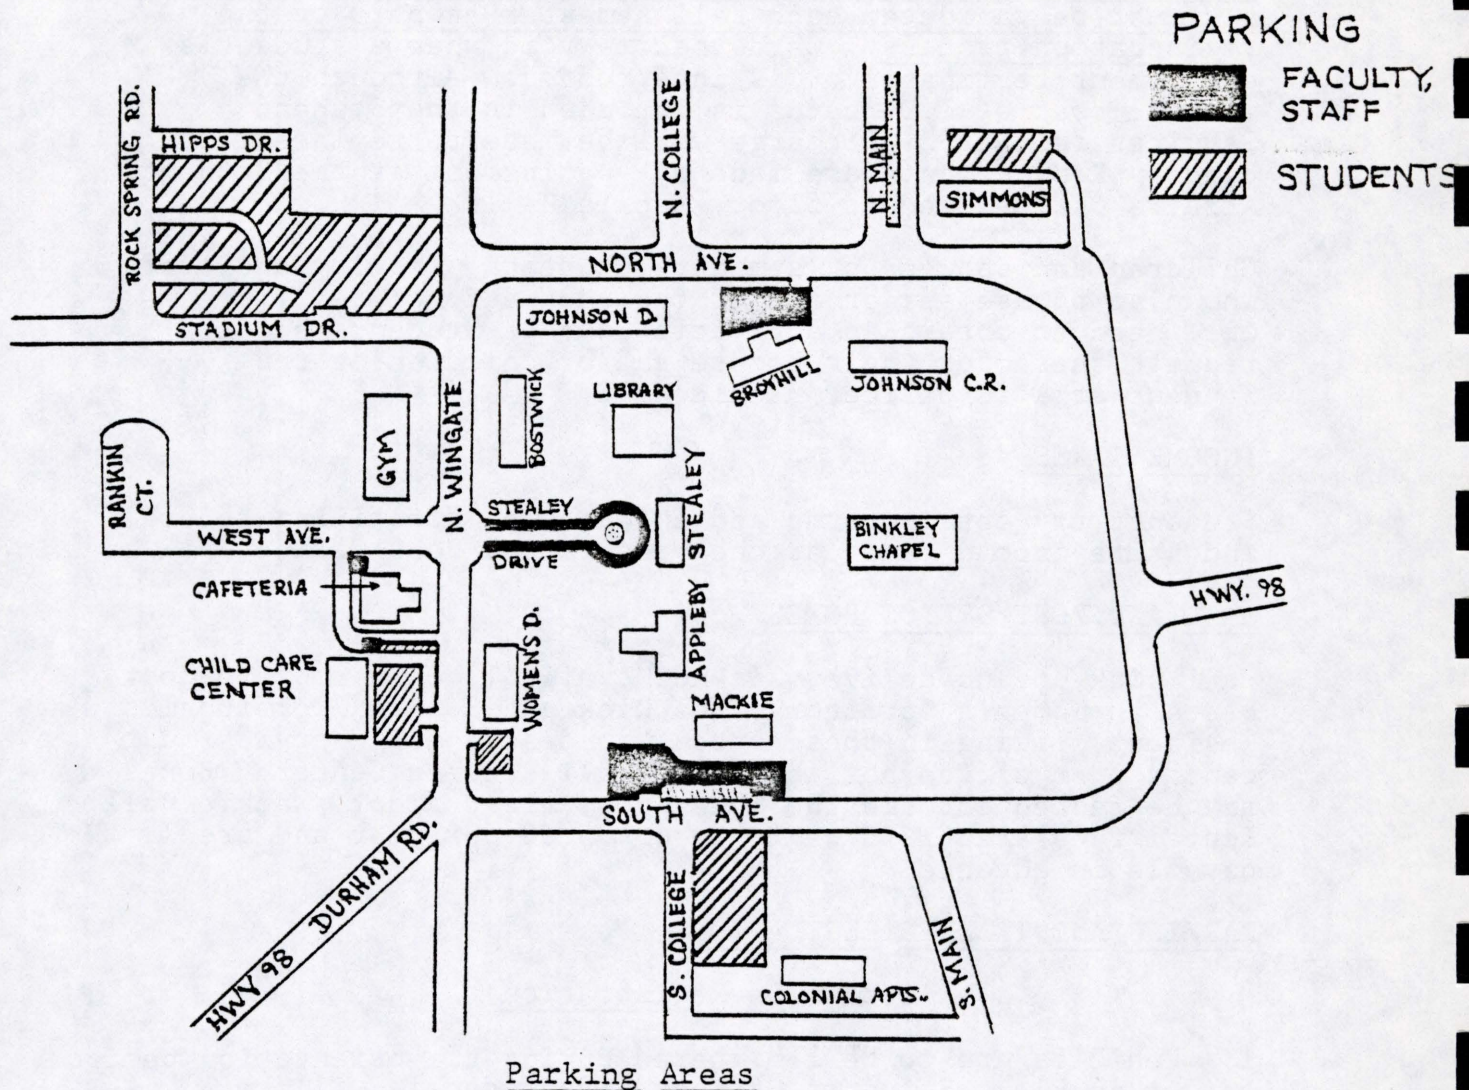 PARKING
FACULTY,
STAFF
STUDENTS
ROCK SPRING RD.
HIPPS DR.
N. COLLEGE
N. MAIN
SIMMONS
NORTH AVE.
STADIUM DR.
JOHNSON D.
BROYHILL
JOHNSON C.R.
N. WINGATE
BOSTWICK
LIBRARY
GYM
RANKIN
CT.
STEALEY
DRIVE
STEALEY
WEST AVE.
BINKLEY
CHAPEL
HWY. 98
CAFETERIA
APPLEBY
WOMENS D.
CHILD CARE
CENTER
MACKIE
SOUTH AVE.
HWY 98 DURHAM RD.
S. COLLEGE
S. MAIN
COLONIAL APTS.
Parking Areas